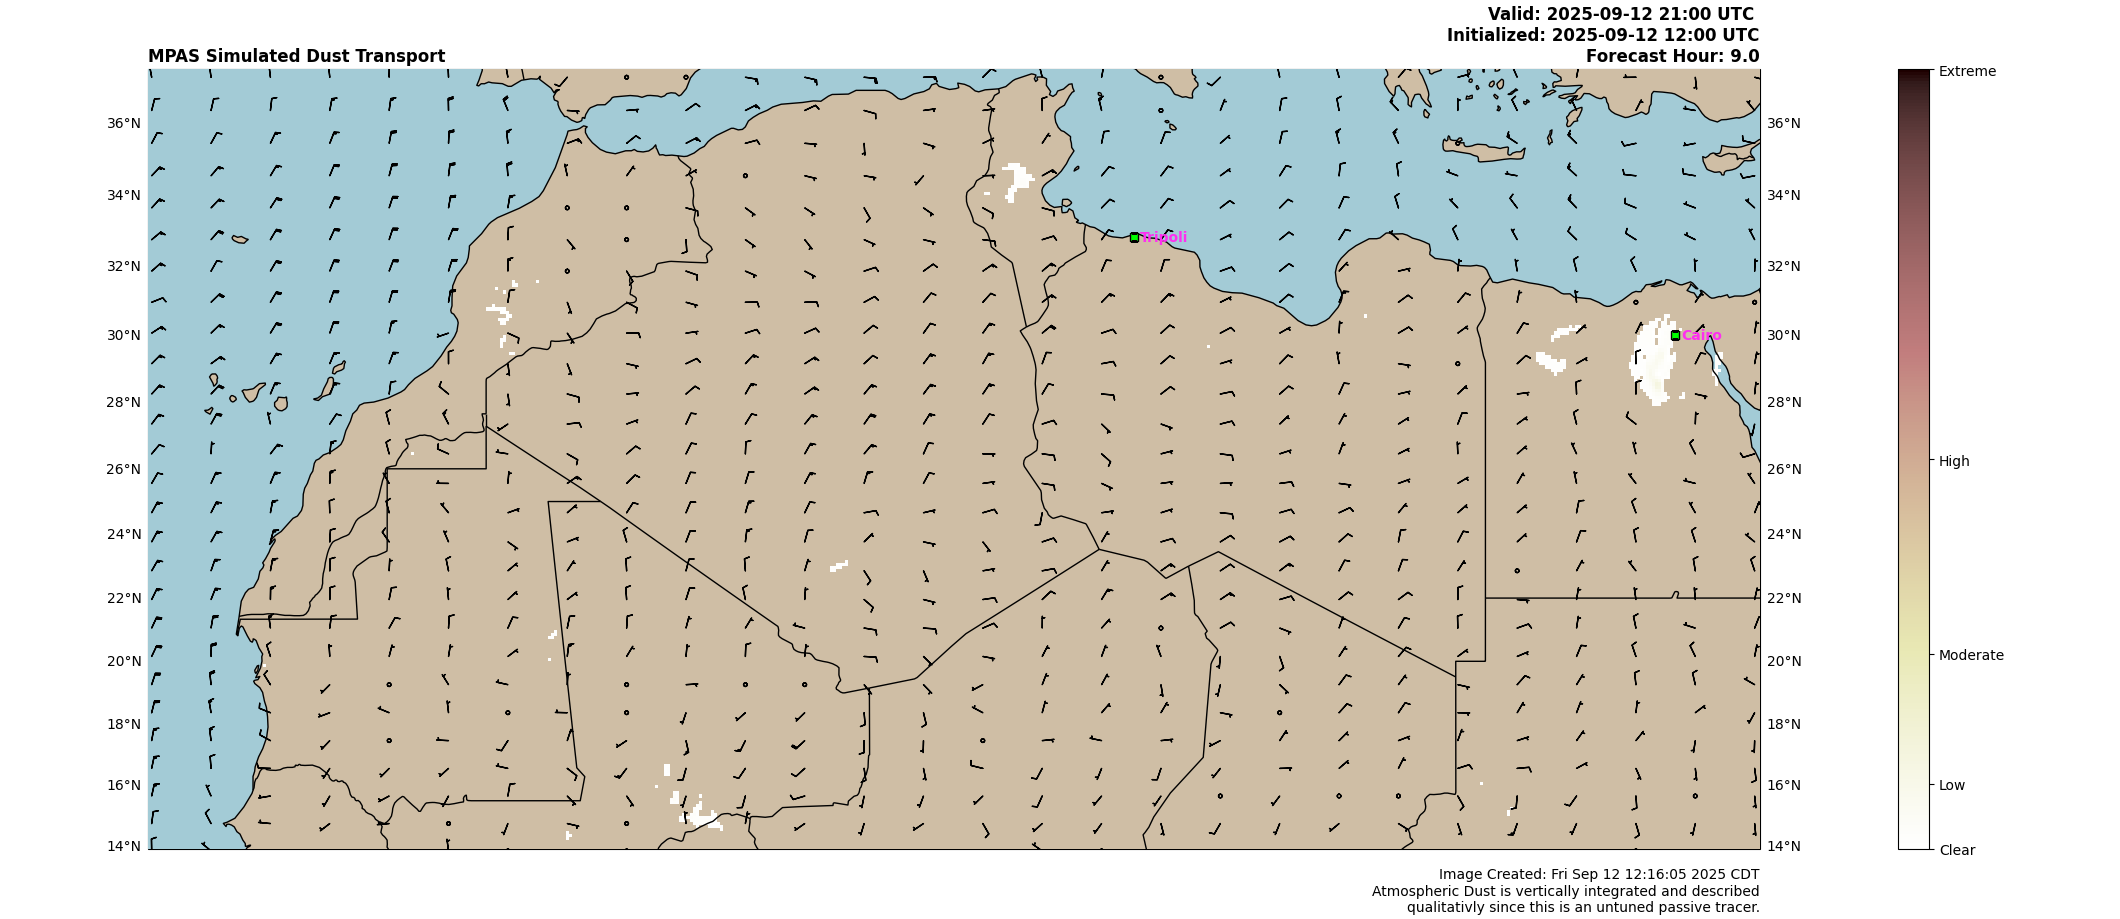 Valid: 2025-09-12 21:00 UTC
Initialized: 2025-09-12 12:00 UTC
MPAS Simulated Dust Transport
Forecast Hour: 9.0
Extreme
36°N
36°N
34°N
34°N
Tripoli
32°N
32°N
30°N
Cairo
30°N
28°N
28°N
26°N
26°N
High
24°N
24°N
22°N
22°N
20°N
20°N
Moderate
18°N
18°N
16°N
16°N
Low
14°N
14°N
Clear
Image Created: Fri Sep 12 12:16:05 2025 CDT
Atmospheric Dust is vertically integrated and described
qualitativly since this is an untuned passive tracer.